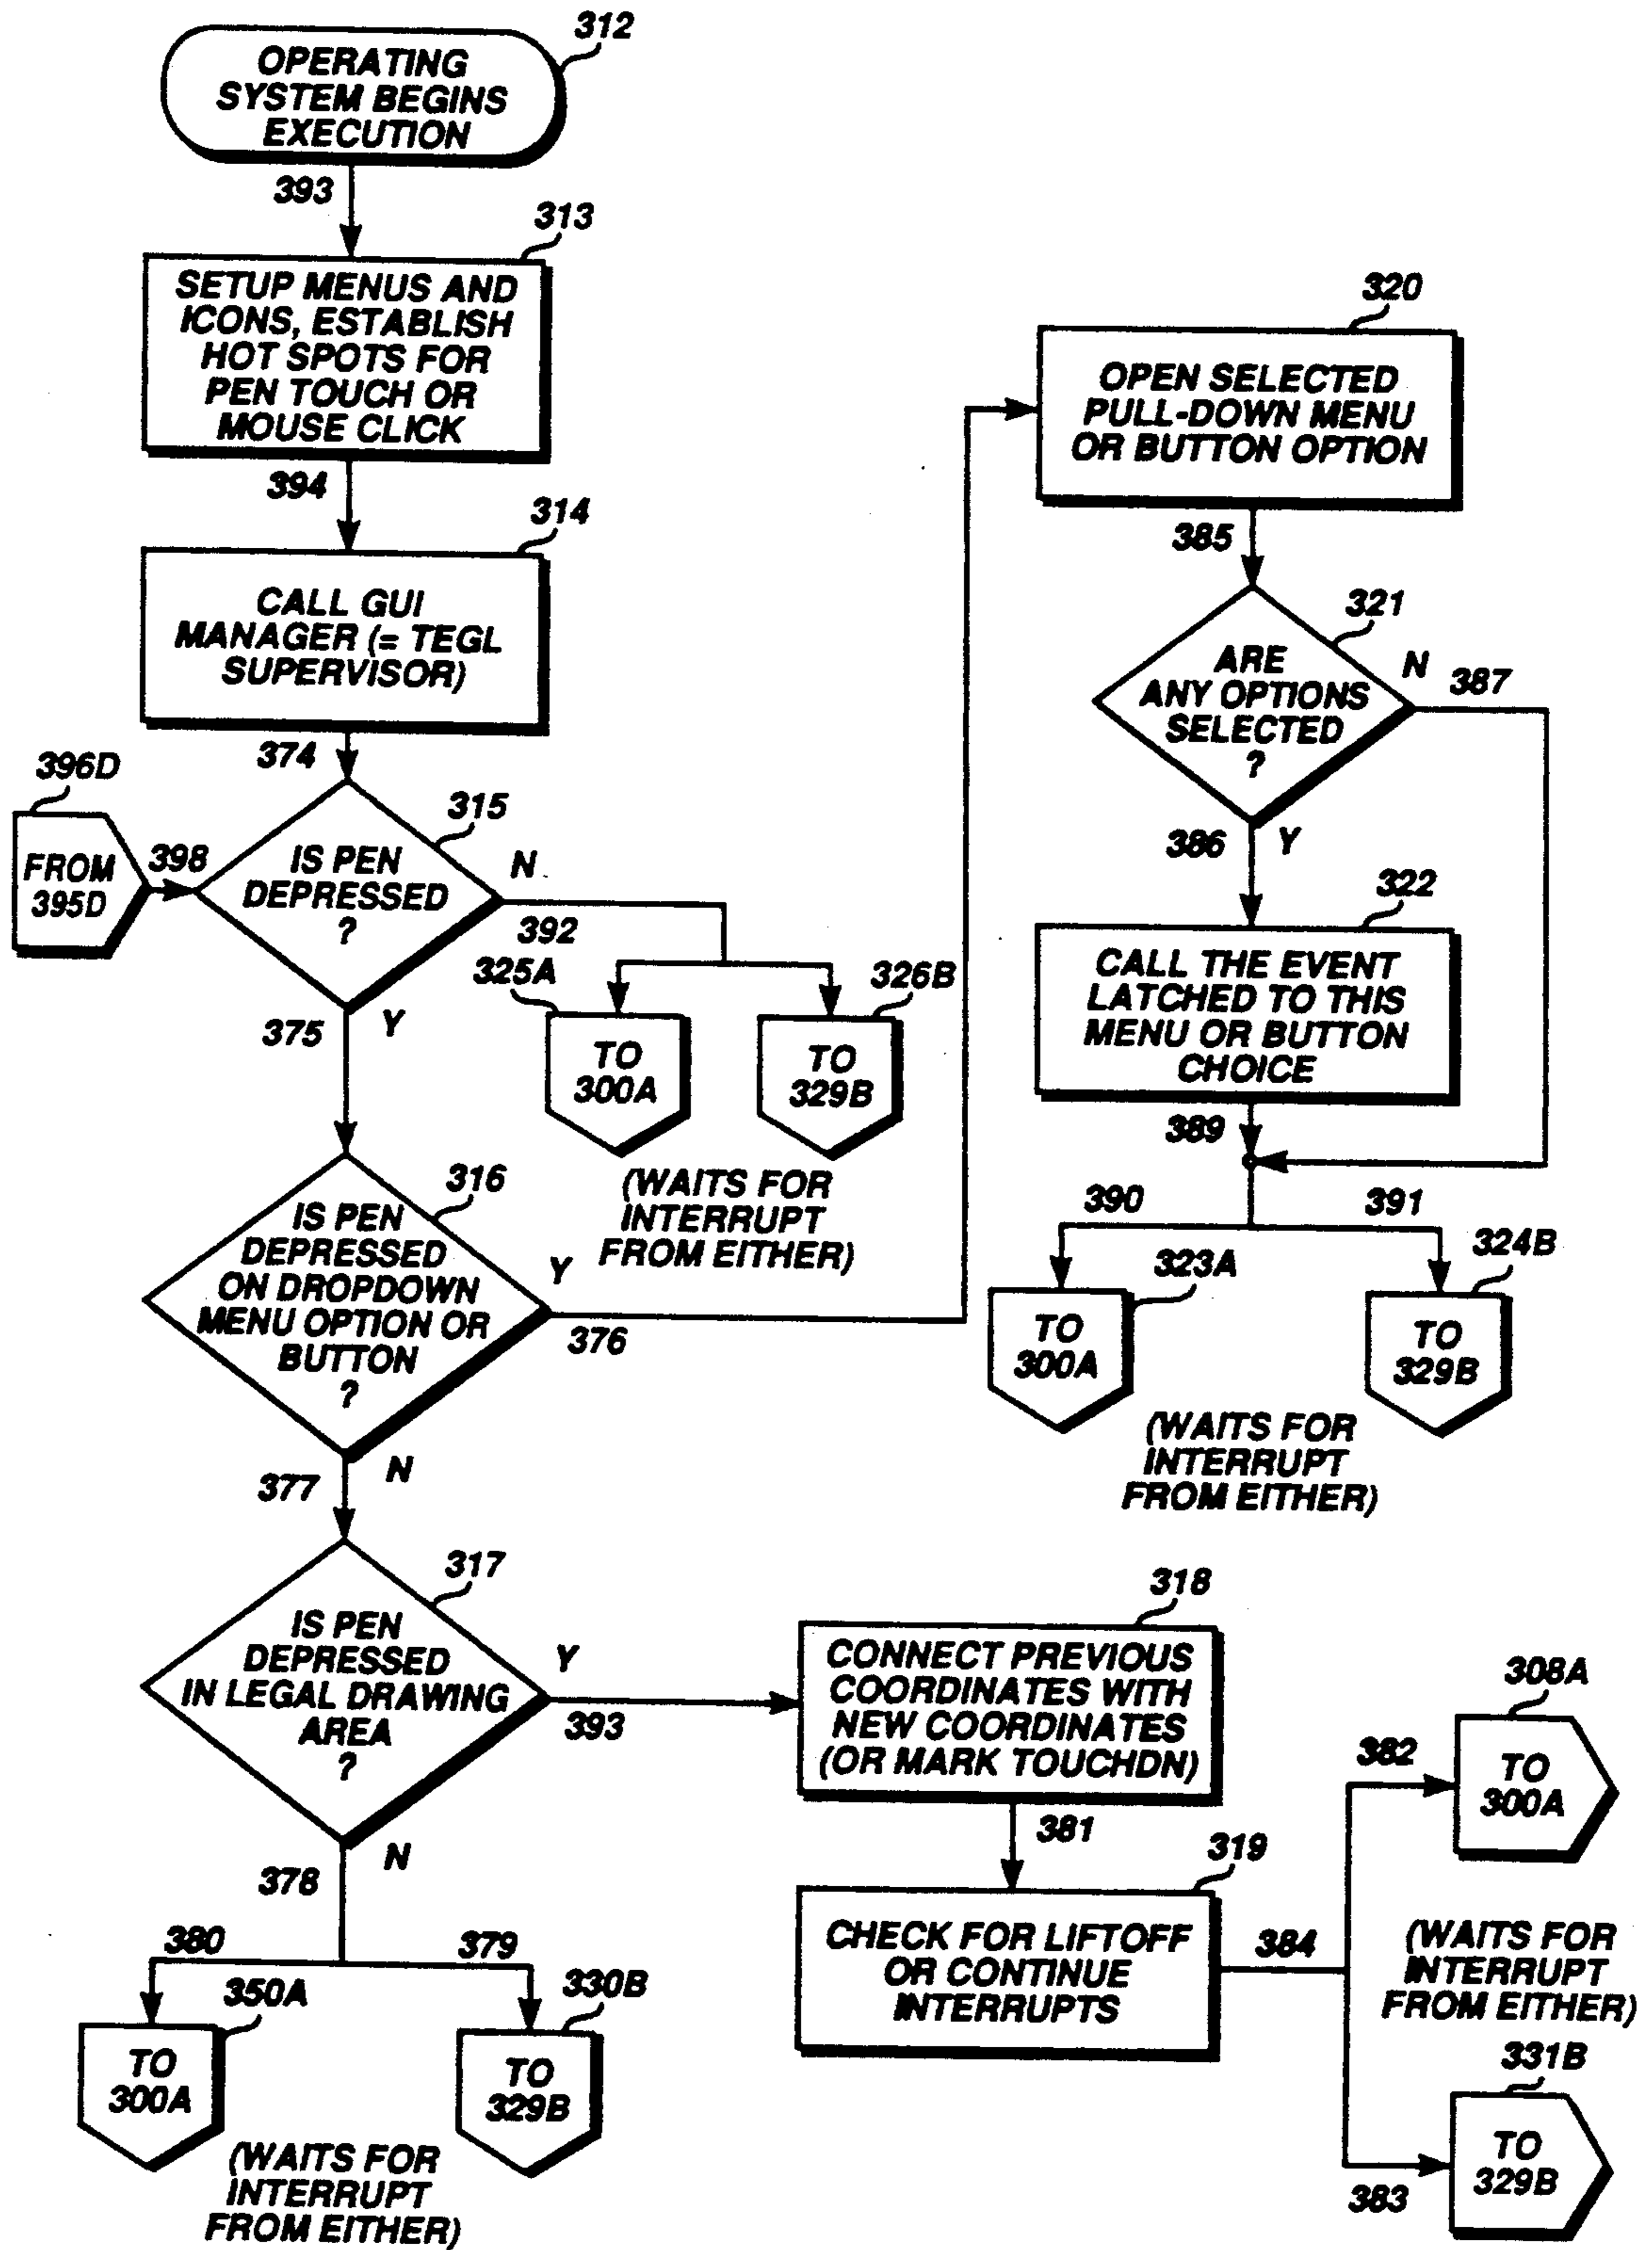 312
OPERATING
SYSTEM BEGINS
EXECUTION
393
313
SETUP MENUS AND
ICONS, ESTABLISH
HOT SPOTS FOR
PEN TOUCH OR
MOUSE CLICK
394
314
CALL GUI
MANAGER (= TEGL
SUPERVISOR)
374
396D
FROM
395D
398
315
IS PEN
DEPRESSED
?
N
392
325A
TO
300A
326B
TO
329B
(WAITS FOR
INTERRUPT
FROM EITHER)
375
Y
316
IS PEN
DEPRESSED
ON DROPDOWN
MENU OPTION OR
BUTTON
?
Y
376
N
377
317
IS PEN
DEPRESSED
IN LEGAL DRAWING
AREA
?
Y
393
N
378
380
379
350A
TO
300A
330B
TO
329B
(WAITS FOR
INTERRUPT
FROM EITHER)
320
OPEN SELECTED
PULL-DOWN MENU
OR BUTTON OPTION
385
321
ARE
ANY OPTIONS
SELECTED
?
N
387
386
Y
322
CALL THE EVENT
LATCHED TO THIS
MENU OR BUTTON
CHOICE
389
390
391
323A
TO
300A
324B
TO
329B
(WAITS FOR
INTERRUPT
FROM EITHER)
318
CONNECT PREVIOUS
COORDINATES WITH
NEW COORDINATES
(OR MARK TOUCHDN)
381
319
CHECK FOR LIFTOFF
OR CONTINUE
INTERRUPTS
384
382
308A
TO
300A
(WAITS FOR
INTERRUPT
FROM EITHER)
331B
TO
329B
383